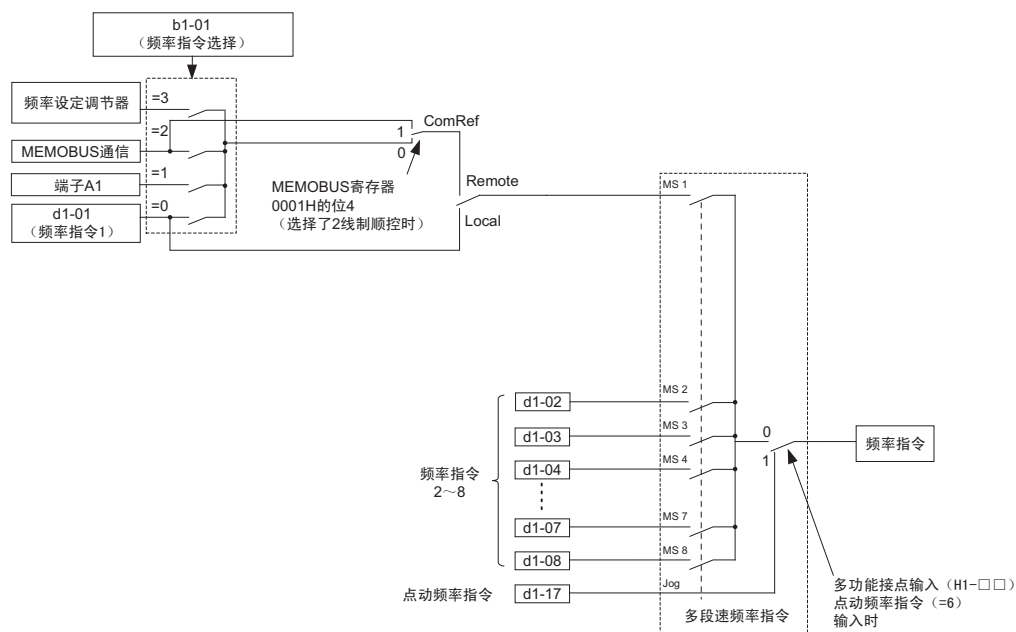 b1-01
（频率指令选择）
频率设定调节器
=3
=2
MEMOBUS通信
=1
端子A1
=0
d1-01
（频率指令1）
ComRef
1
0
MEMOBUS寄存器
0001H的位4
（选择了2线制顺控时）
Remote
Local
MS 1
MS 2
d1-02
MS 3
d1-03
MS 4
d1-04
频率指令
2～8
MS 7
d1-07
MS 8
d1-08
Jog
点动频率指令
d1-17
多段速频率指令
0
1
频率指令
多功能接点输入（H1-□□）
点动频率指令（=6）
输入时